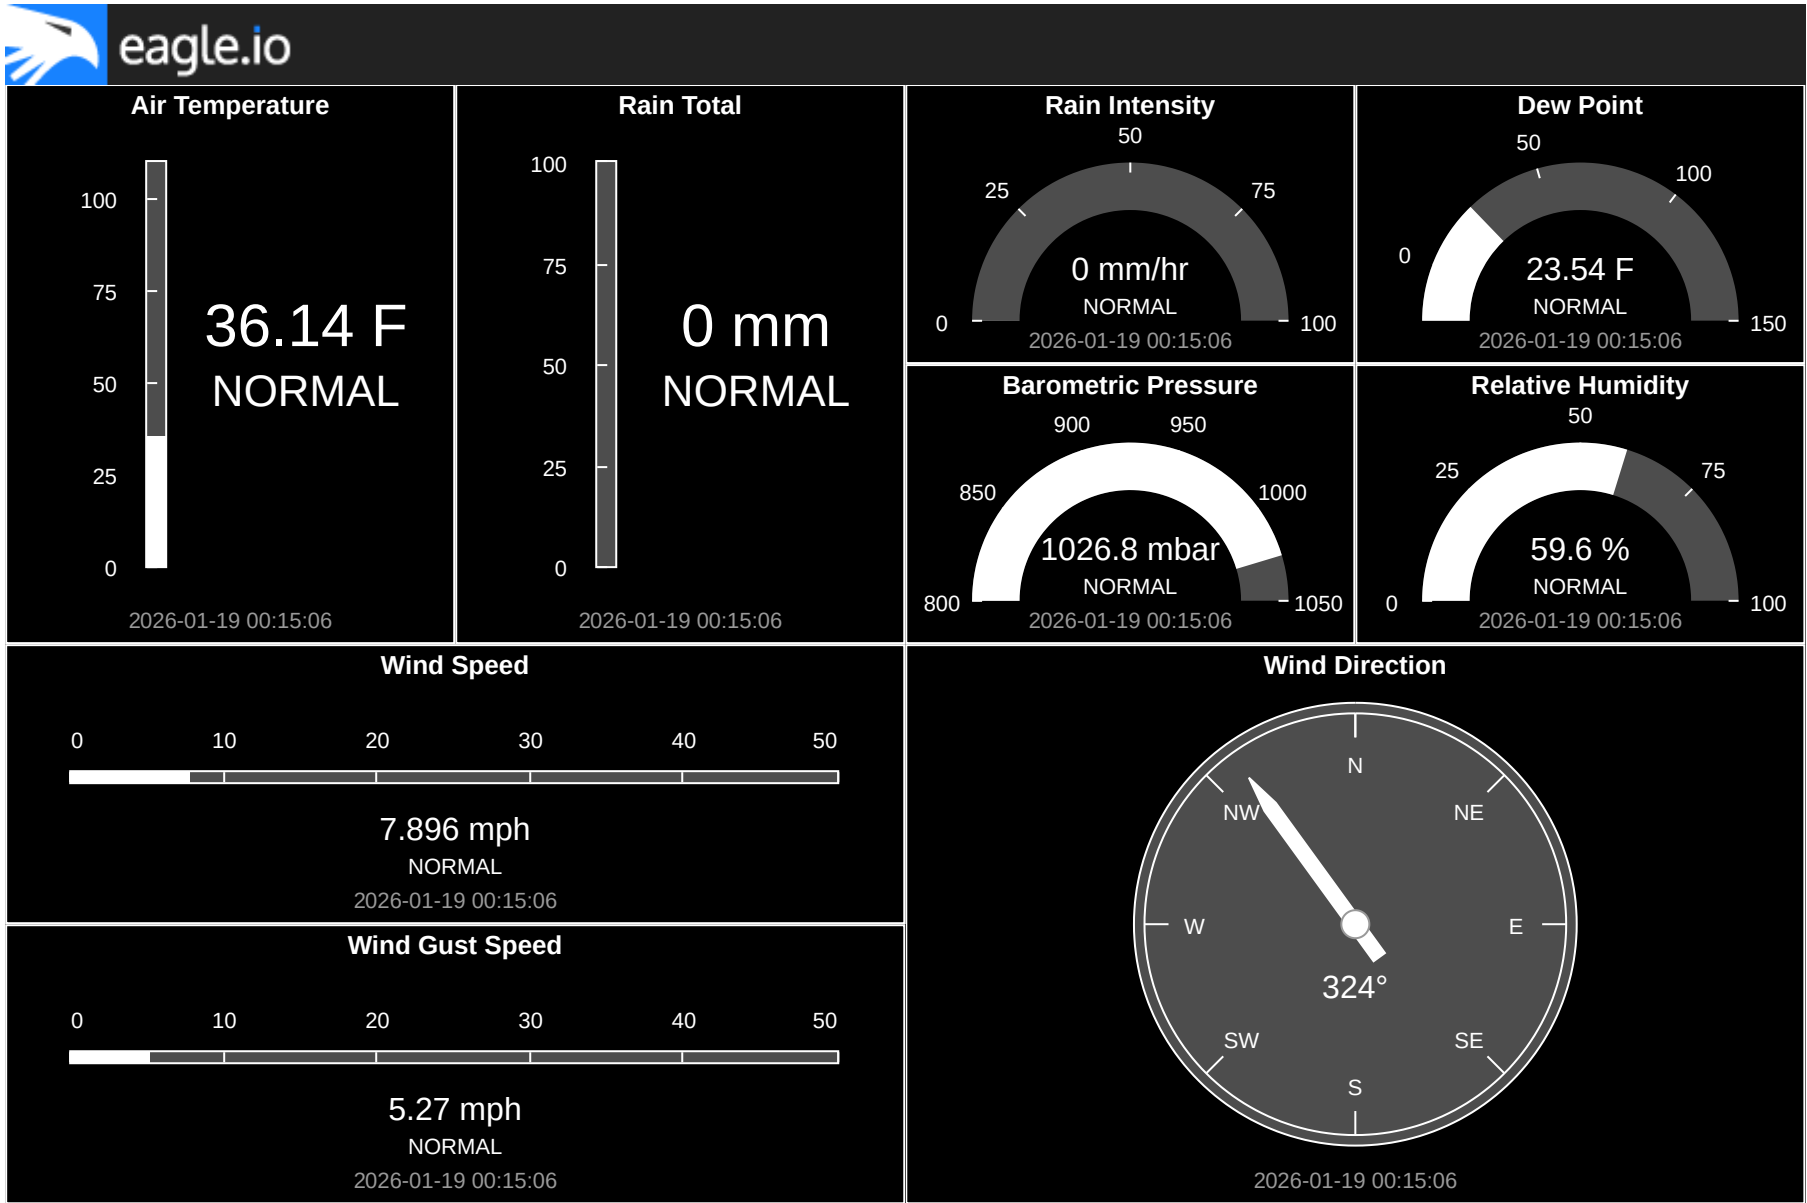 eagle.io
Air Temperature
100
75
50
25
0
36.14 F
NORMAL
2026-01-19 00:15:06
Rain Total
100
75
50
25
0
0 mm
NORMAL
2026-01-19 00:15:06
Rain Intensity
0
25
50
75
100
0 mm/hr
NORMAL
2026-01-19 00:15:06
Dew Point
0
50
100
150
23.54 F
NORMAL
2026-01-19 00:15:06
Barometric Pressure
800
850
900
950
1000
1050
1026.8 mbar
NORMAL
2026-01-19 00:15:06
Relative Humidity
0
25
50
75
100
59.6 %
NORMAL
2026-01-19 00:15:06
Wind Speed
0 10 20 30 40 50
7.896 mph
NORMAL
2026-01-19 00:15:06
Wind Gust Speed
0 10 20 30 40 50
5.27 mph
NORMAL
2026-01-19 00:15:06
Wind Direction
N
NW NE
W E
324°
SW SE
S
2026-01-19 00:15:06